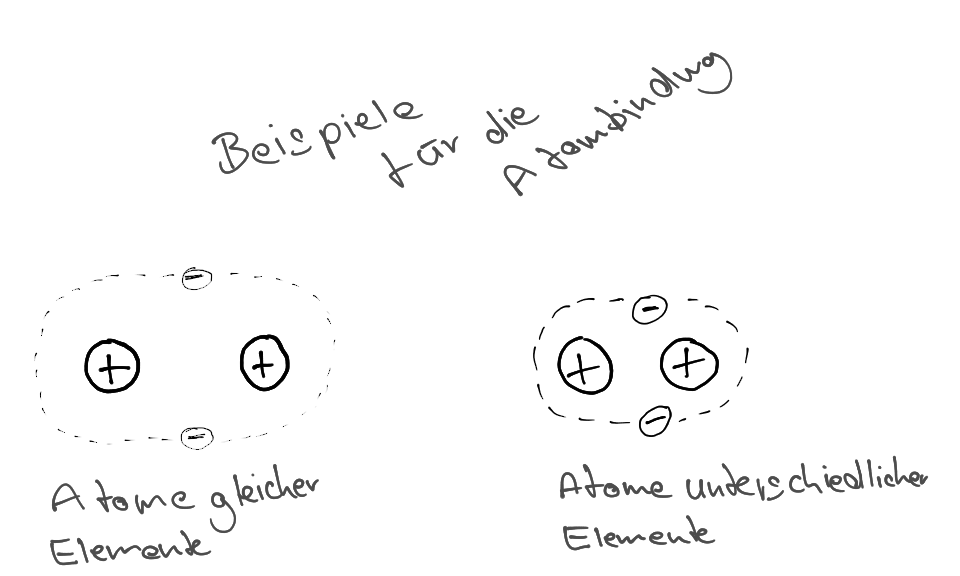 Beispiele für die Atombindung
+
+
-
-
+
+
-
-
Atome gleicher
Elemente
Atome unterschiedlicher
Elemente